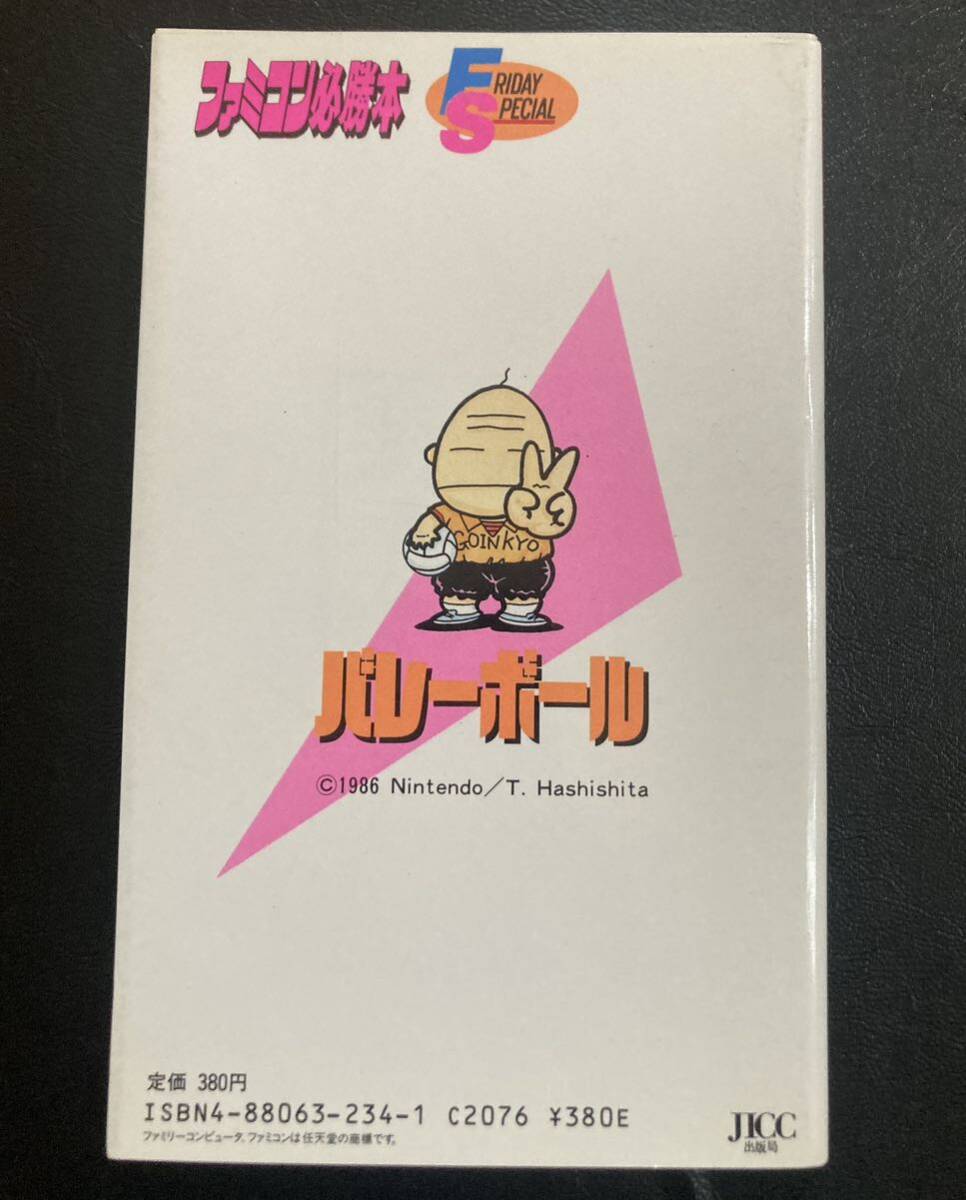 ファミコン必勝本
FRIDAY
SPECIAL
GOINKYO
バレーボール
©1986 Nintendo/T. Hashishita
定価 380円
ISBN4-88063-234-1 C2076 ¥380E
ファミリーコンピュータ、ファミコンは任天堂の商標です。
JICC
出版局